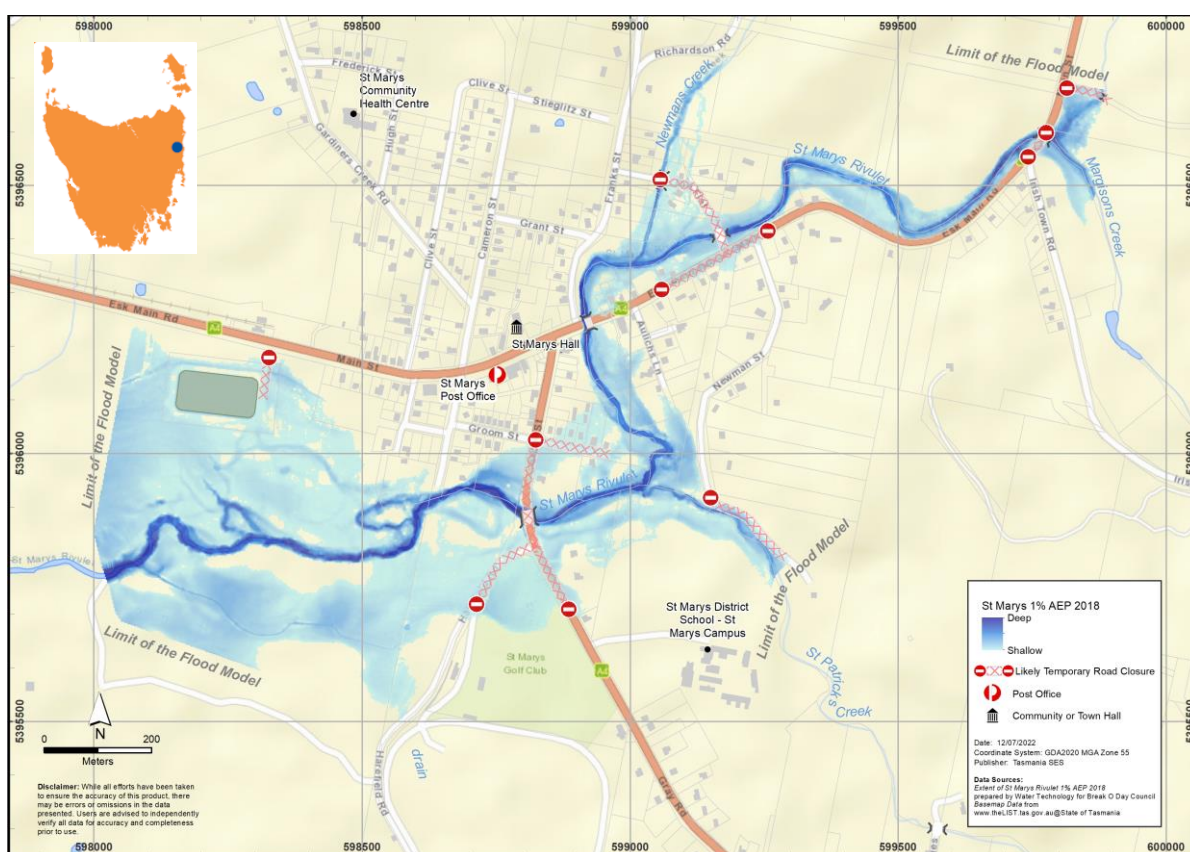 598000
598500
599000
599500
600000
Richardson Rd
Limit of the Flood Model
Frederick St
St Marys
Community
Health Centre
Clive St
Stieglitz St
Newmans Creek
Hugh St
Gardiners Creek Rd
Franks St
St Marys Rivulet
Margisons Creek
5396500
5396500
Cameron St
Grant St
Clive St
Esk Main Rd
Irish Town Rd
Esk Main Rd
A4
A4
St Marys Hall
Main St
Aulichs Ln
Newman St
St Marys
Post Office
Limit of the Flood Model
Groom St
5396000
5396000
St Marys Rivulet
Limit of the Flood Model
St Marys District
School - St
Marys Campus
St Marys
Golf Club
A4
Limit of the Flood Model
St Patricks
Creek
5395500
5395500
drain
Harefield Rd
Gray Rd
N
0
200
Meters
Disclaimer: While all efforts have been taken
to ensure the accuracy of this product, there
may be errors or omissions in the data
presented. Users are advised to independently
verify all data for accuracy and completeness
prior to use.
St Marys 1% AEP 2018
Deep
Shallow
Likely Temporary Road Closure
Post Office
Community or Town Hall
Date: 12/07/2022
Coordinate System: GDA2020 MGA Zone 55
Publisher: Tasmania SES
Data Sources:
Extent of St Marys Rivulet 1% AEP 2018
prepared by Water Technology for Break O Day Council
Basemap Data from
www.theLIST.tas.gov.au@State of Tasmania
598000
598500
599000
599500
600000